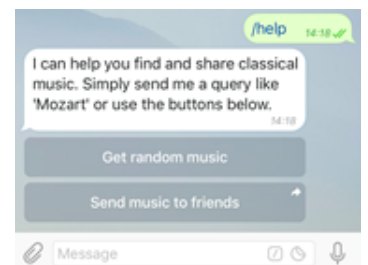 /help 14:18
I can help you find and share classical
music. Simply send me a query like
'Mozart' or use the buttons below.
14:18
Get random music
Send music to friends
Message